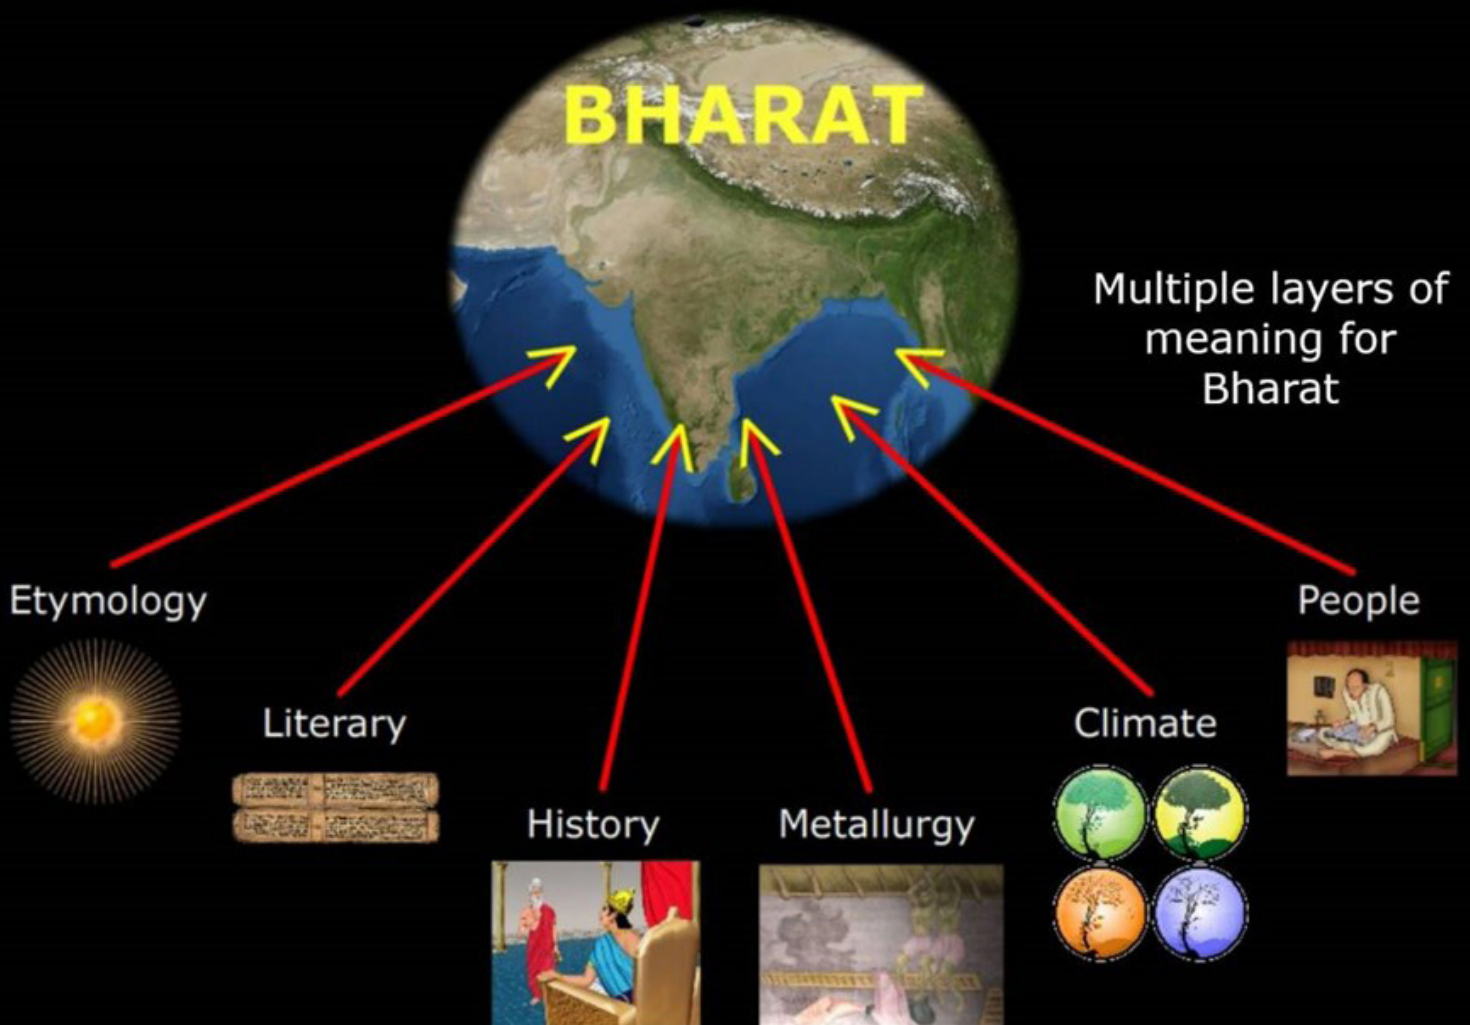 BHARAT
Multiple layers of
meaning for
Bharat
Etymology
People
Literary
Climate
History
Metallurgy